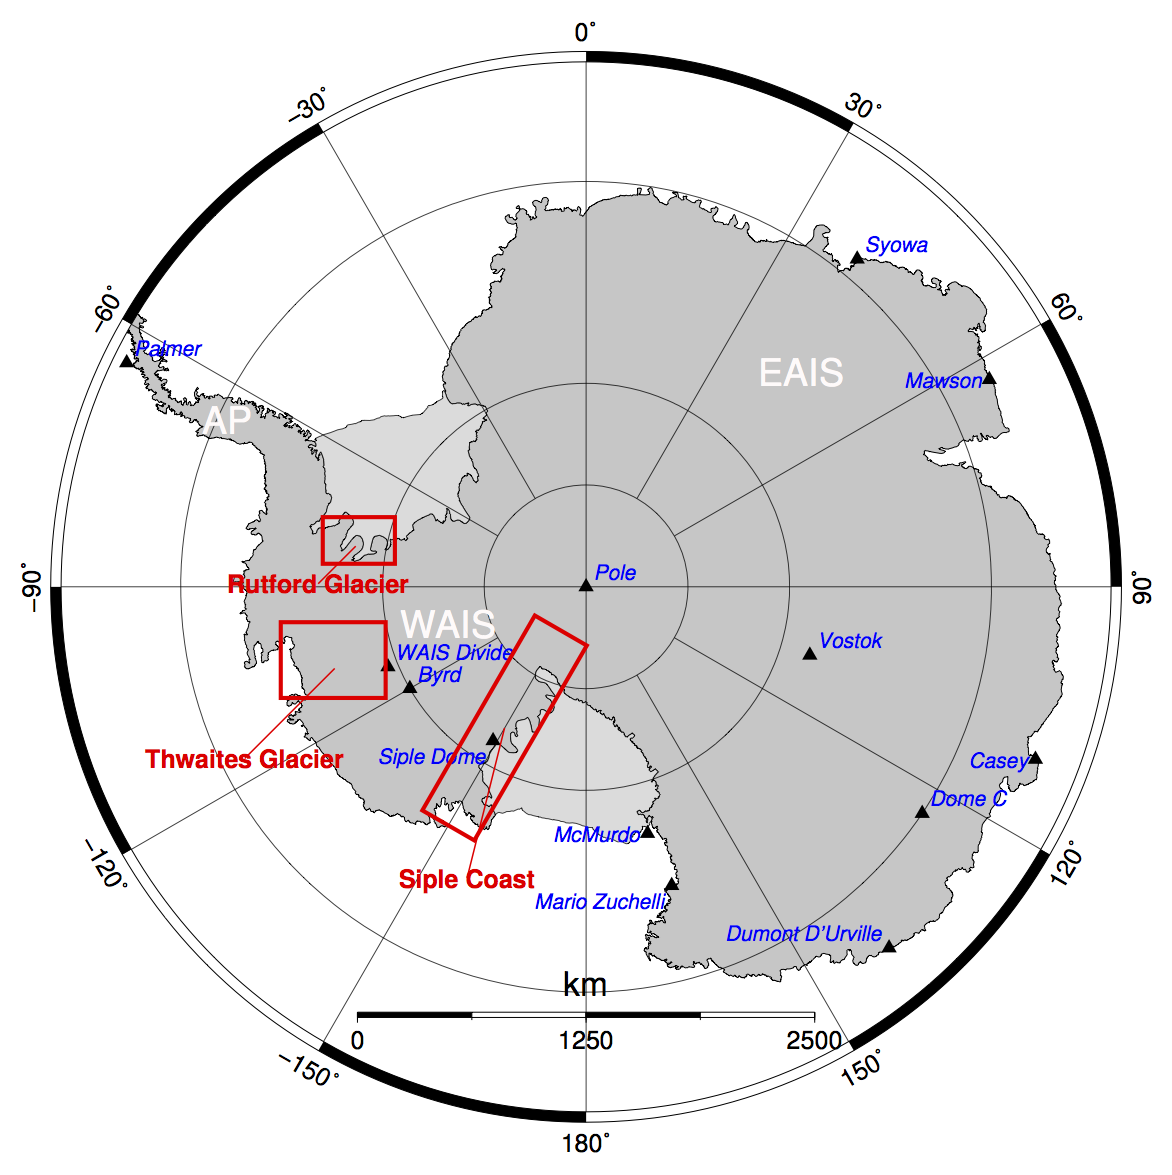 0°
−30°
30°
Syowa
−60°
60°
Palmer
EAIS
Mawson
AP
Pole
Rutford Glacier
−90°
90°
WAIS
WAIS Divide
Vostok
Byrd
Thwaites Glacier
Siple Dome
Casey
Dome C
McMurdo
−120°
120°
Siple Coast
Mario Zuchelli
Dumont D'Urville
km
0 1250 2500
−150°
150°
180°